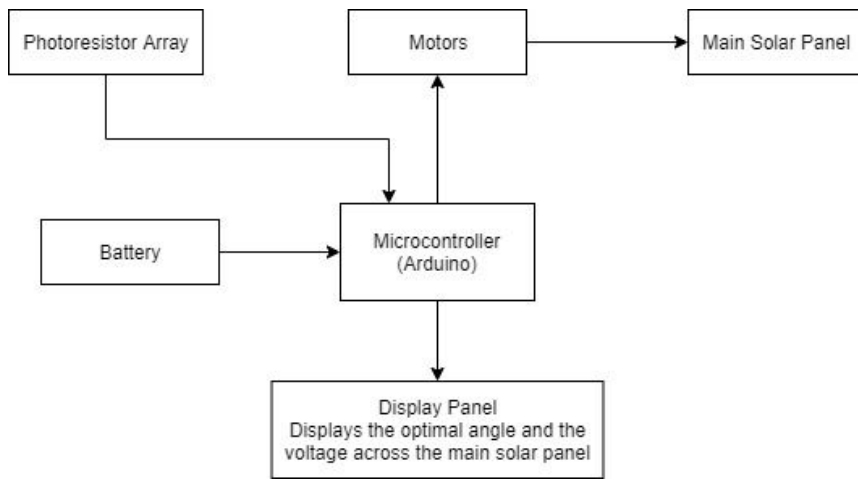 Photoresistor Array
Motors
Main Solar Panel
Battery
Microcontroller
(Arduino)
Display Panel
Displays the optimal angle and the
voltage across the main solar panel